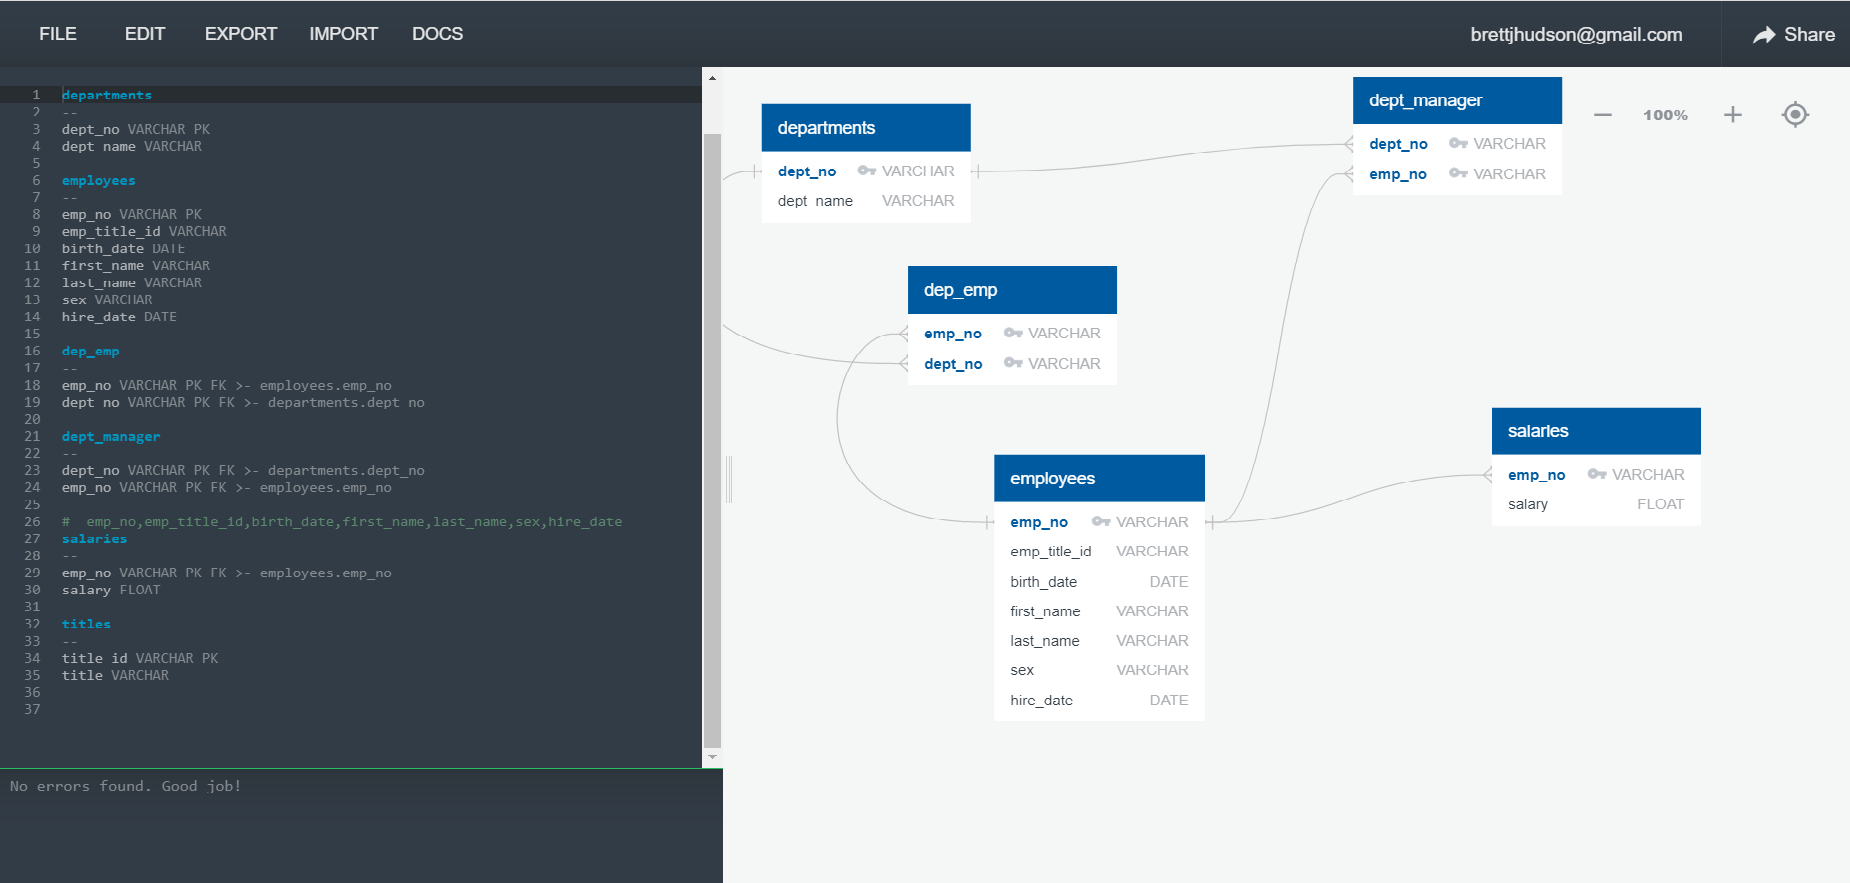 FILE EDIT EXPORT IMPORT DOCS brettjhudson@gmail.com Share
1 departments
2 --
3 dept_no VARCHAR PK
4 dept_name VARCHAR
5
6 employees
7 --
8 emp_no VARCHAR PK
9 emp_title_id VARCHAR
10 birth_date DATE
11 first_name VARCHAR
12 last_name VARCHAR
13 sex VARCHAR
14 hire_date DATE
15
16 dep_emp
17 --
18 emp_no VARCHAR PK FK >- employees.emp_no
19 dept_no VARCHAR PK FK >- departments.dept_no
20
21 dept_manager
22 --
23 dept_no VARCHAR PK FK >- departments.dept_no
24 emp_no VARCHAR PK FK >- employees.emp_no
25
26 # emp_no,emp_title_id,birth_date,first_name,last_name,sex,hire_date
27 salaries
28 --
29 emp_no VARCHAR PK FK >- employees.emp_no
30 salary FLOAT
31
32 titles
33 --
34 title_id VARCHAR PK
35 title VARCHAR
36
37
No errors found. Good job!
departments
dept_no VARCHAR
dept_name VARCHAR
dept_manager
dept_no VARCHAR
emp_no VARCHAR
100%
dep_emp
emp_no VARCHAR
dept_no VARCHAR
salaries
emp_no VARCHAR
salary FLOAT
employees
emp_no VARCHAR
emp_title_id VARCHAR
birth_date DATE
first_name VARCHAR
last_name VARCHAR
sex VARCHAR
hire_date DATE